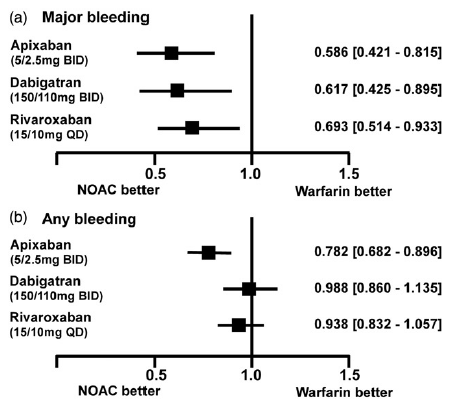 (a) Major bleeding
Apixaban
(5/2.5mg BID)
0.586 [0.421 - 0.815]
Dabigatran
(150/110mg BID)
0.617 [0.425 - 0.895]
Rivaroxaban
(15/10mg QD)
0.693 [0.514 - 0.933]
0.5 1.0 1.5
NOAC better Warfarin better
(b) Any bleeding
Apixaban
(5/2.5mg BID)
0.782 [0.682 - 0.896]
Dabigatran
(150/110mg BID)
0.988 [0.860 - 1.135]
Rivaroxaban
(15/10mg QD)
0.938 [0.832 - 1.057]
0.5 1.0 1.5
NOAC better Warfarin better